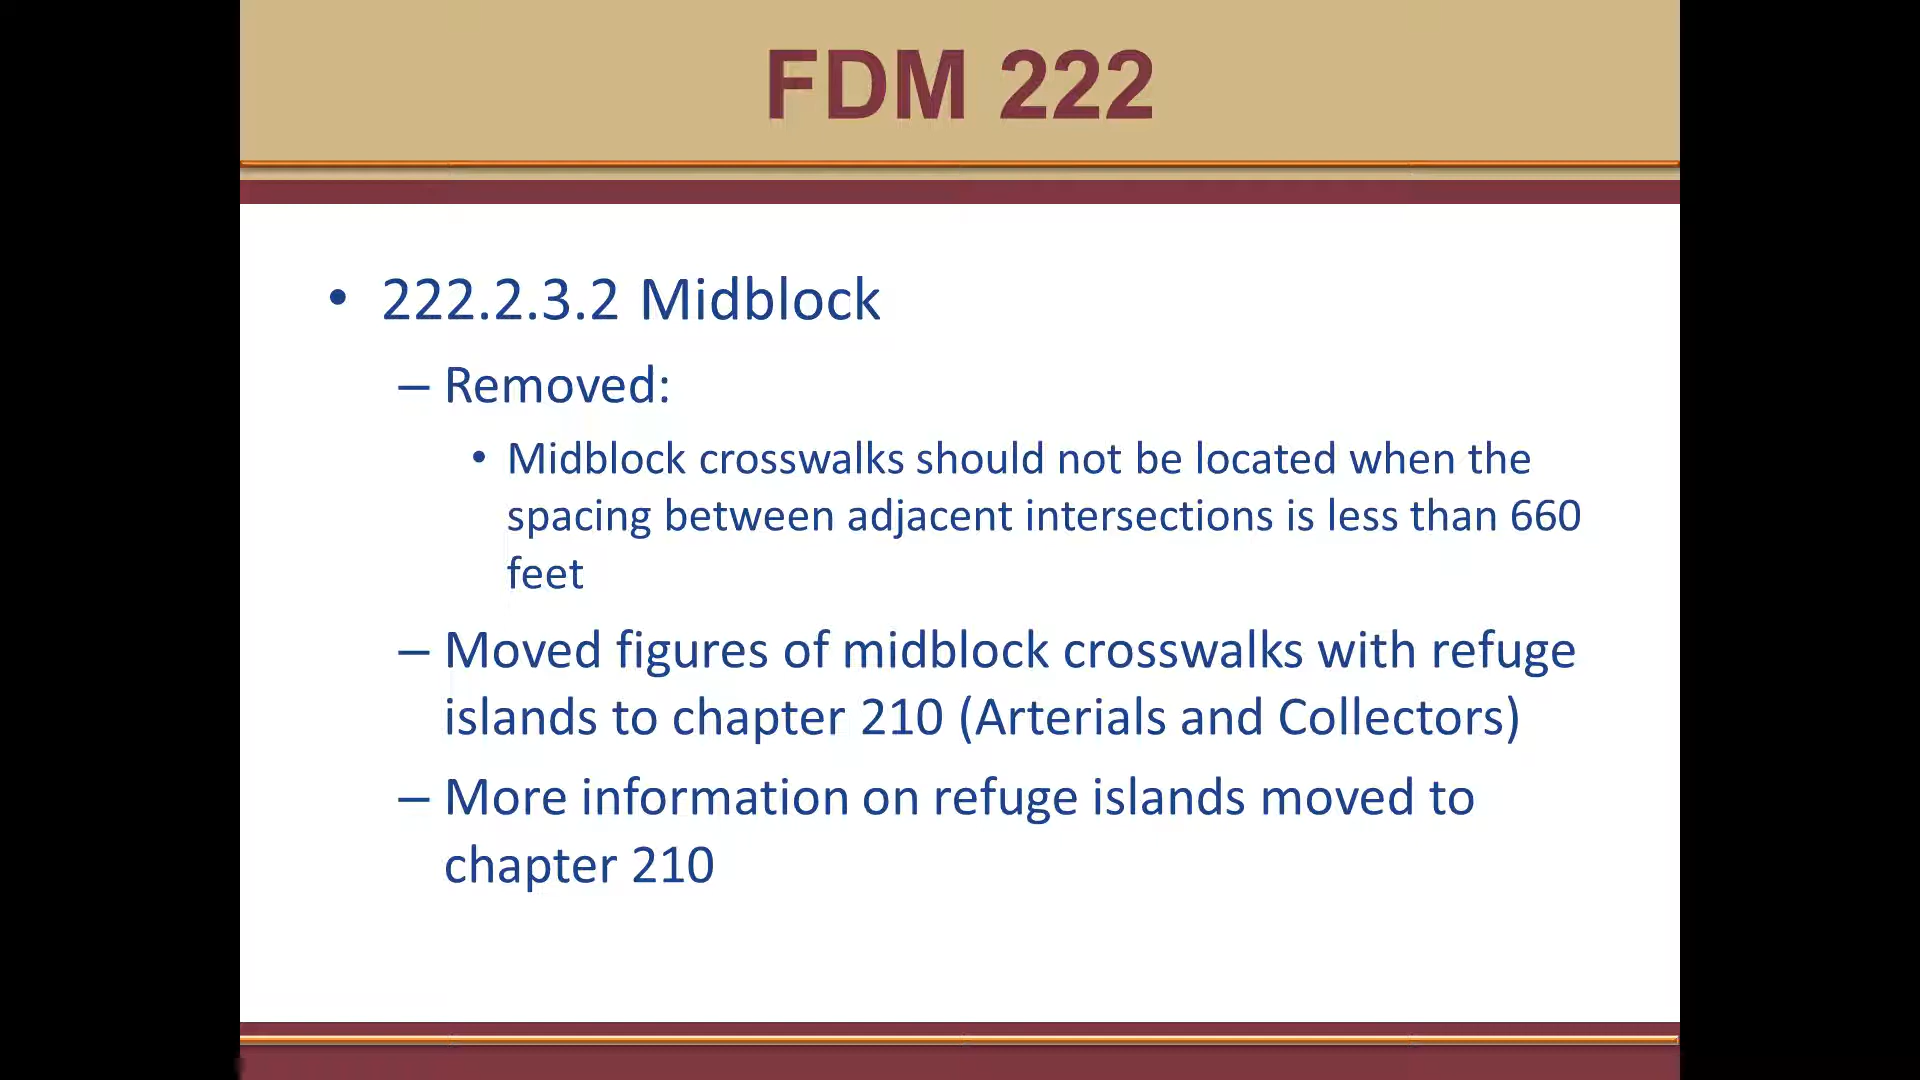 FDM 222
• 222.2.3.2 Midblock
– Removed:
• Midblock crosswalks should not be located when the
spacing between adjacent intersections is less than 660
feet
– Moved figures of midblock crosswalks with refuge
islands to chapter 210 (Arterials and Collectors)
– More information on refuge islands moved to
chapter 210